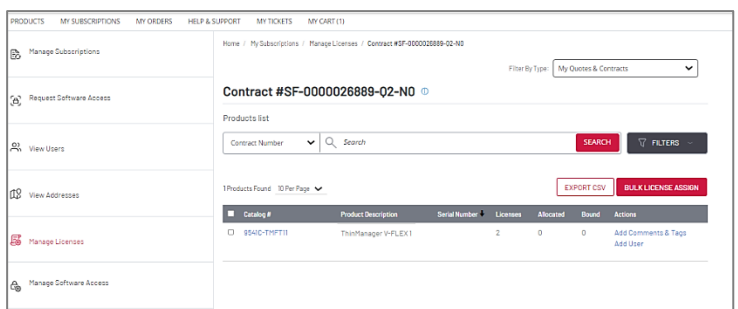 PRODUCTS MY SUBSCRIPTIONS MY ORDERS HELP & SUPPORT MY TICKETS MY CART (1)
Home / My Subscriptions / Manage Licenses / Contract #SF-0000026889-Q2-N0
Manage Subscriptions
Filter By Type: My Quotes & Contracts
Request Software Access
Contract #SF-0000026889-Q2-N0
Products list
Contract Number Search SEARCH FILTERS
View Users
View Addresses
1 Products Found 10 Per Page EXPORT CSV BULK LICENSE ASSIGN
Catalog # Product Description Serial Number Licenses Allocated Bound Actions
9541C-TMFT11 ThinManager V-FLEX 1 2 0 0 Add Comments & Tags
Add User
Manage Licenses
Manage Software Access